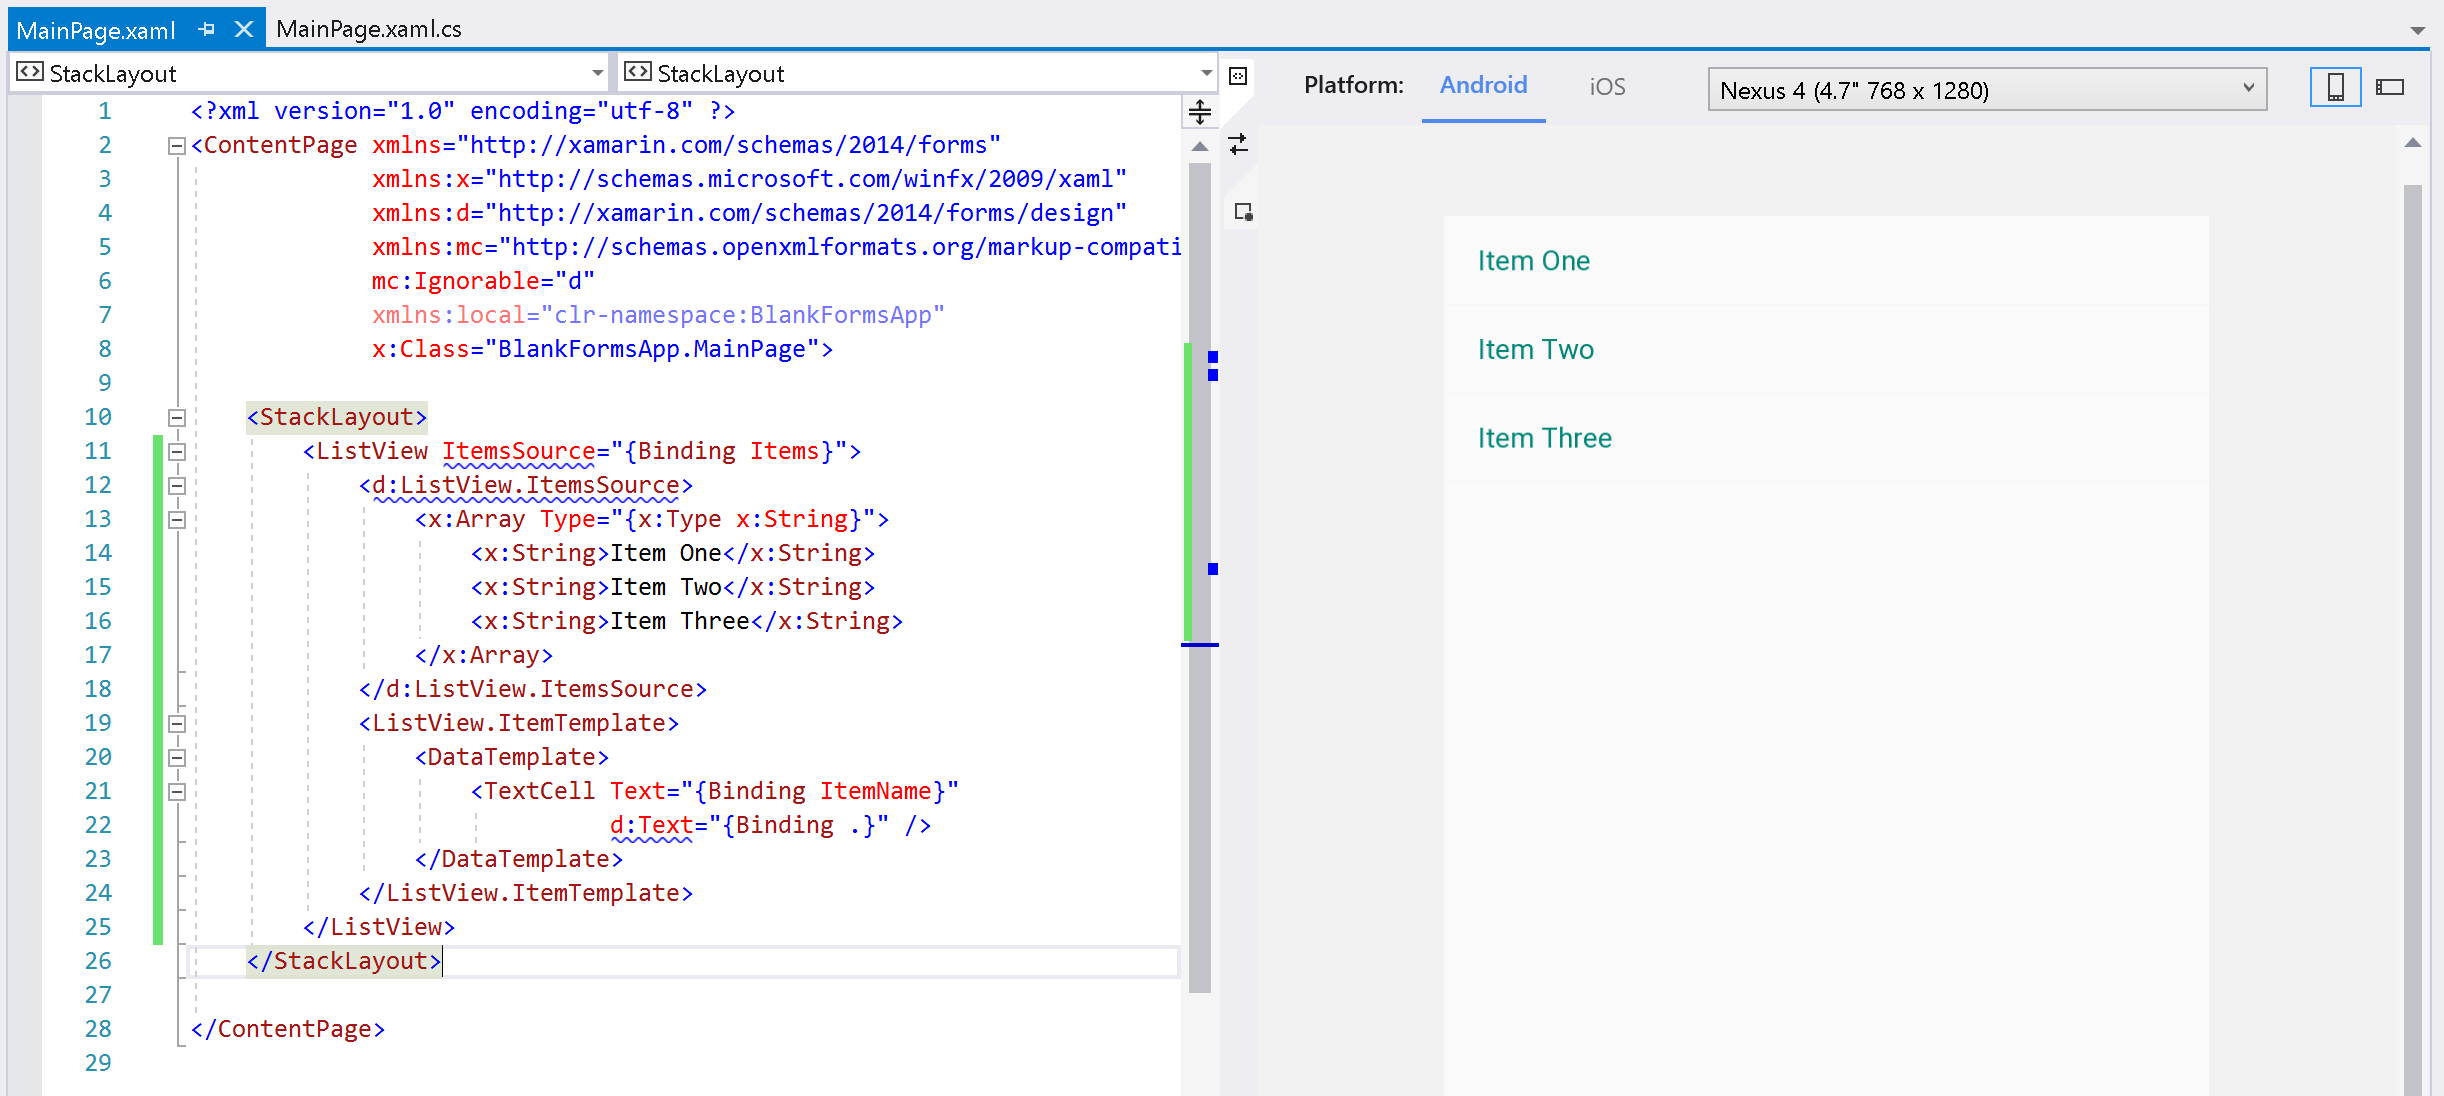 MainPage.xaml
MainPage.xaml.cs
StackLayout
StackLayout
Platform:
Android
iOS
Nexus 4 (4.7" 768 x 1280)
1 <?xml version="1.0" encoding="utf-8" ?>
2 <ContentPage xmlns="http://xamarin.com/schemas/2014/forms"
3 xmlns:x="http://schemas.microsoft.com/winfx/2009/xaml"
4 xmlns:d="http://xamarin.com/schemas/2014/forms/design"
5 xmlns:mc="http://schemas.openxmlformats.org/markup-compati
6 mc:Ignorable="d"
7 xmlns:local="clr-namespace:BlankFormsApp"
8 x:Class="BlankFormsApp.MainPage">
9
10 <StackLayout>
11 <ListView ItemsSource="{Binding Items}">
12 <d:ListView.ItemsSource>
13 <x:Array Type="{x:Type x:String}">
14 <x:String>Item One</x:String>
15 <x:String>Item Two</x:String>
16 <x:String>Item Three</x:String>
17 </x:Array>
18 </d:ListView.ItemsSource>
19 <ListView.ItemTemplate>
20 <DataTemplate>
21 <TextCell Text="{Binding ItemName}"
22 d:Text="{Binding .}" />
23 </DataTemplate>
24 </ListView.ItemTemplate>
25 </ListView>
26 </StackLayout>
27
28 </ContentPage>
29
Item One
Item Two
Item Three